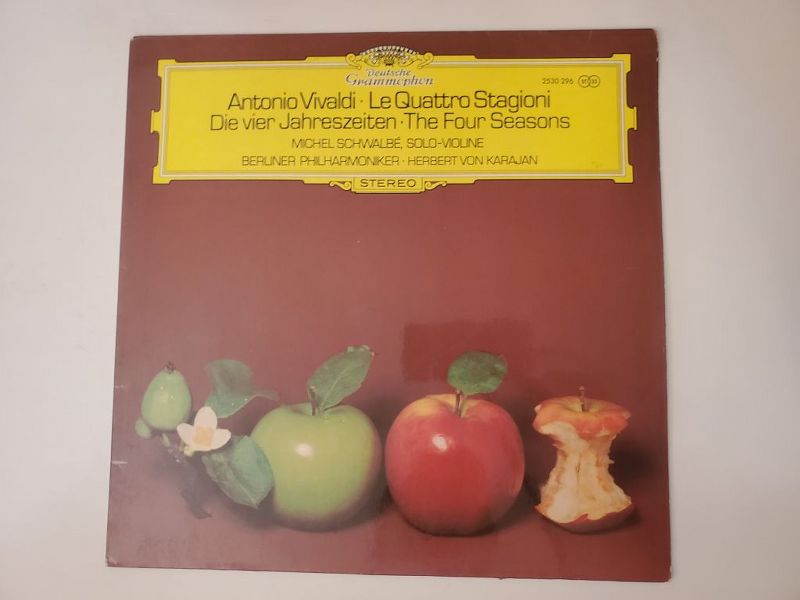 Deutsche
Grammophon
2530 296
Antonio Vivaldi · Le Quattro Stagioni
Die vier Jahreszeiten · The Four Seasons
MICHEL SCHWALBÉ, SOLO-VIOLINE
BERLINER PHILHARMONIKER · HERBERT VON KARAJAN
STEREO